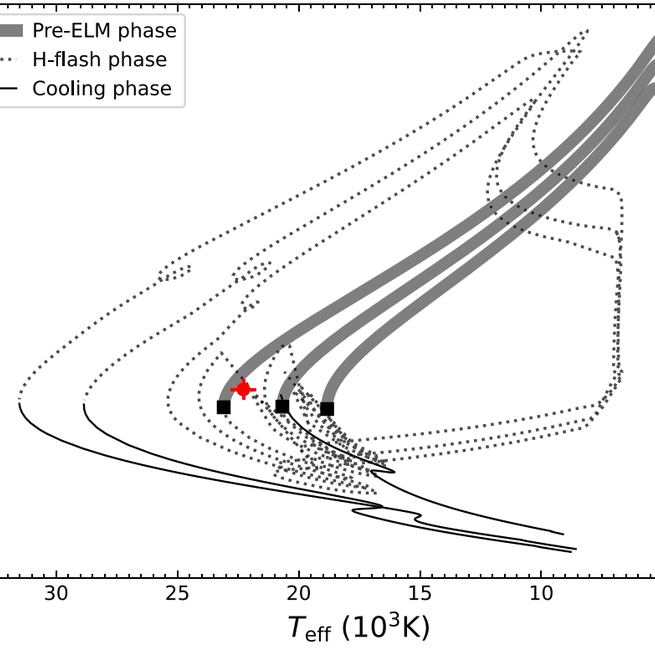 Pre-ELM phase
H-flash phase
Cooling phase
30 25 20 15 10
T_eff (10^3K)